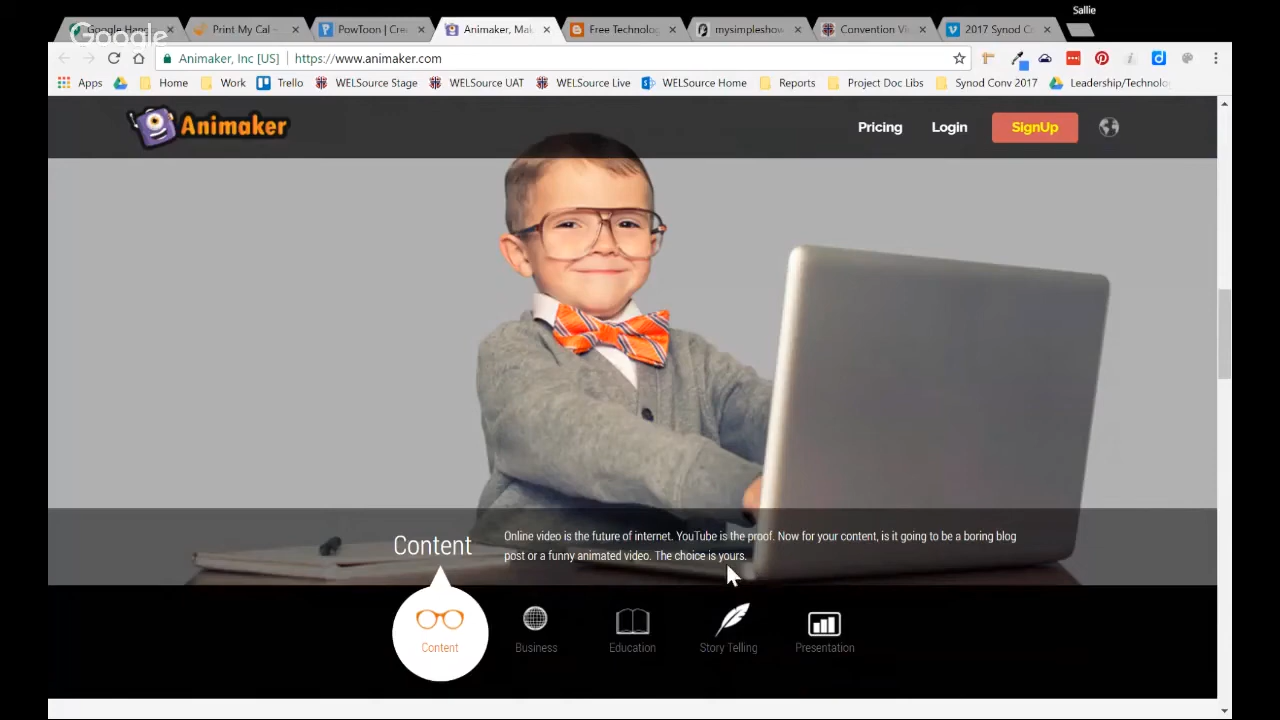 Sallie
Google Hang
Print My Cal -
PowToon | Cre
Animaker, Mak
Free Technolog
mysimpleshow
Convention Vi
2017 Synod C
Google
Animaker, Inc [US]
https://www.animaker.com
Apps
Home
Work
Trello
WELSource Stage
WELSource UAT
WELSource Live
WELSource Home
Reports
Project Doc Libs
Synod Conv 2017
Leadership/Technolo
Animaker
Pricing
Login
SignUp
Content
Online video is the future of internet. YouTube is the proof. Now for your content, is it going to be a boring blog
post or a funny animated video. The choice is yours.
Content
Business
Education
Story Telling
Presentation